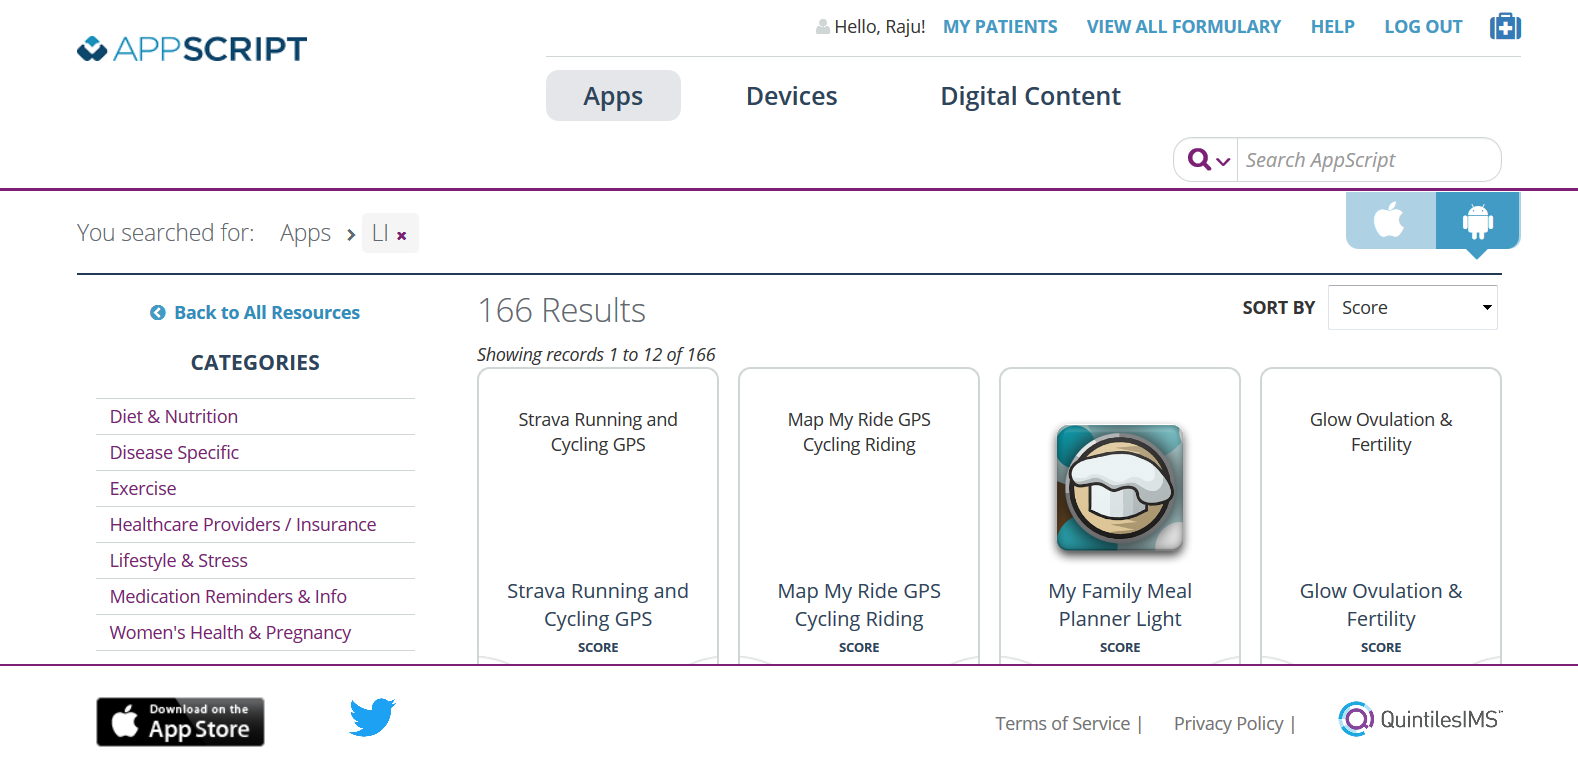 APPSCRIPT
Hello, Raju! MY PATIENTS VIEW ALL FORMULARY HELP LOG OUT
Apps Devices Digital Content
Search AppScript
You searched for: Apps LI
Back to All Resources
CATEGORIES
Diet & Nutrition
Disease Specific
Exercise
Healthcare Providers / Insurance
Lifestyle & Stress
Medication Reminders & Info
Women's Health & Pregnancy
166 Results
SORT BY Score
Showing records 1 to 12 of 166
Strava Running and
Cycling GPS
Strava Running and
Cycling GPS
SCORE
Map My Ride GPS
Cycling Riding
Map My Ride GPS
Cycling Riding
SCORE
My Family Meal
Planner Light
SCORE
Glow Ovulation &
Fertility
Glow Ovulation &
Fertility
SCORE
Download on the
App Store
Terms of Service |
Privacy Policy |
QuintilesIMS™